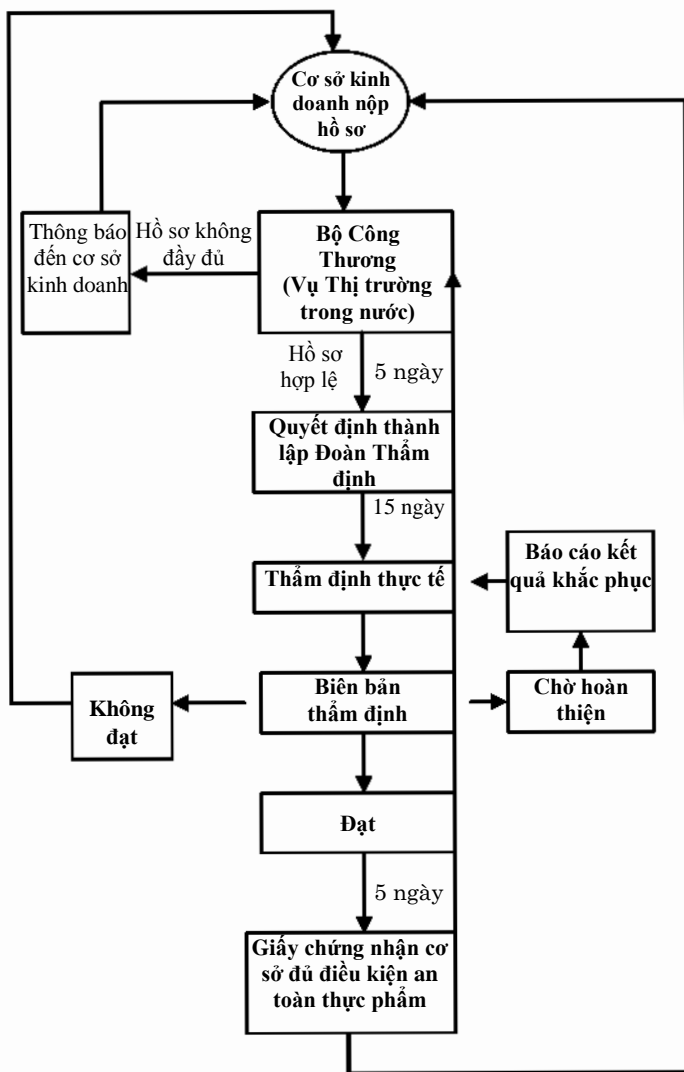 Cơ sở kinh
doanh nộp
hồ sơ
Thông báo
đến cơ sở
kinh doanh
Hồ sơ không
đầy đủ
Bộ Công
Thương
(Vụ Thị trường
trong nước)
Hồ sơ
hợp lệ
5 ngày
Quyết định thành
lập Đoàn Thẩm
định
15 ngày
Thẩm định thực tế
Báo cáo kết
quả khắc phục
Không
đạt
Biên bản
thẩm định
Chờ hoàn
thiện
Đạt
5 ngày
Giấy chứng nhận cơ
sở đủ điều kiện an
toàn thực phẩm